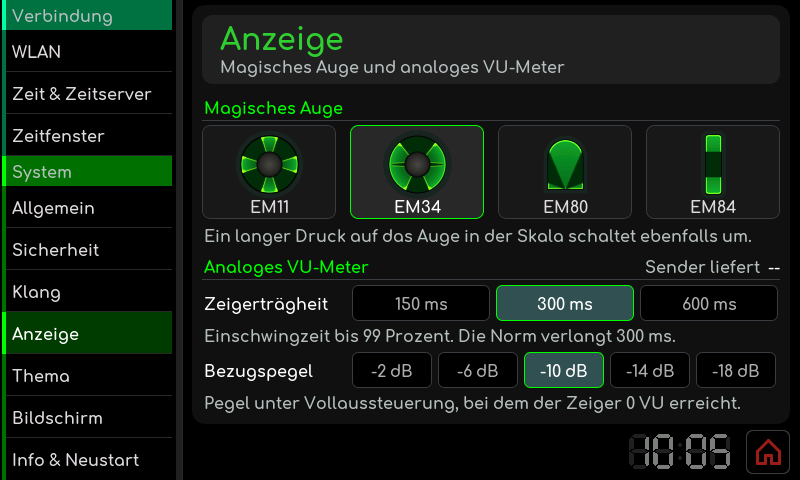 Verbindung
WLAN
Zeit & Zeitserver
Zeitfenster
System
Allgemein
Sicherheit
Klang
Anzeige
Thema
Bildschirm
Info & Neustart
Anzeige
Magisches Auge und analoges VU-Meter
Magisches Auge
EM11 EM34 EM80 EM84
Ein langer Druck auf das Auge in der Skala schaltet ebenfalls um.
Analoges VU-Meter Sender liefert --
Zeigerträgheit 150 ms 300 ms 600 ms
Einschwingzeit bis 99 Prozent. Die Norm verlangt 300 ms.
Bezugspegel -2 dB -6 dB -10 dB -14 dB -18 dB
Pegel unter Vollaussteuerung, bei dem der Zeiger 0 VU erreicht.
10:05